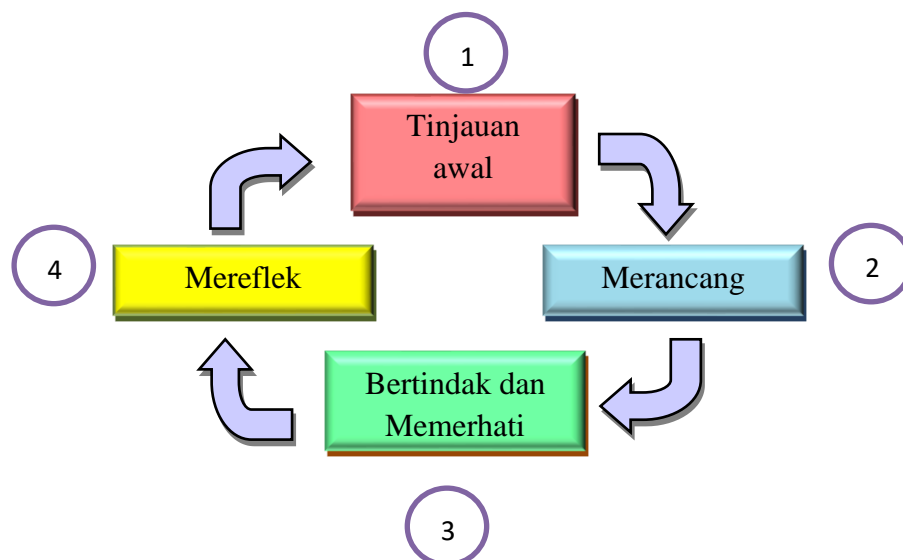 1
Tinjauan
awal
2
Merancang
3
Bertindak dan
Memerhati
4
Mereflek